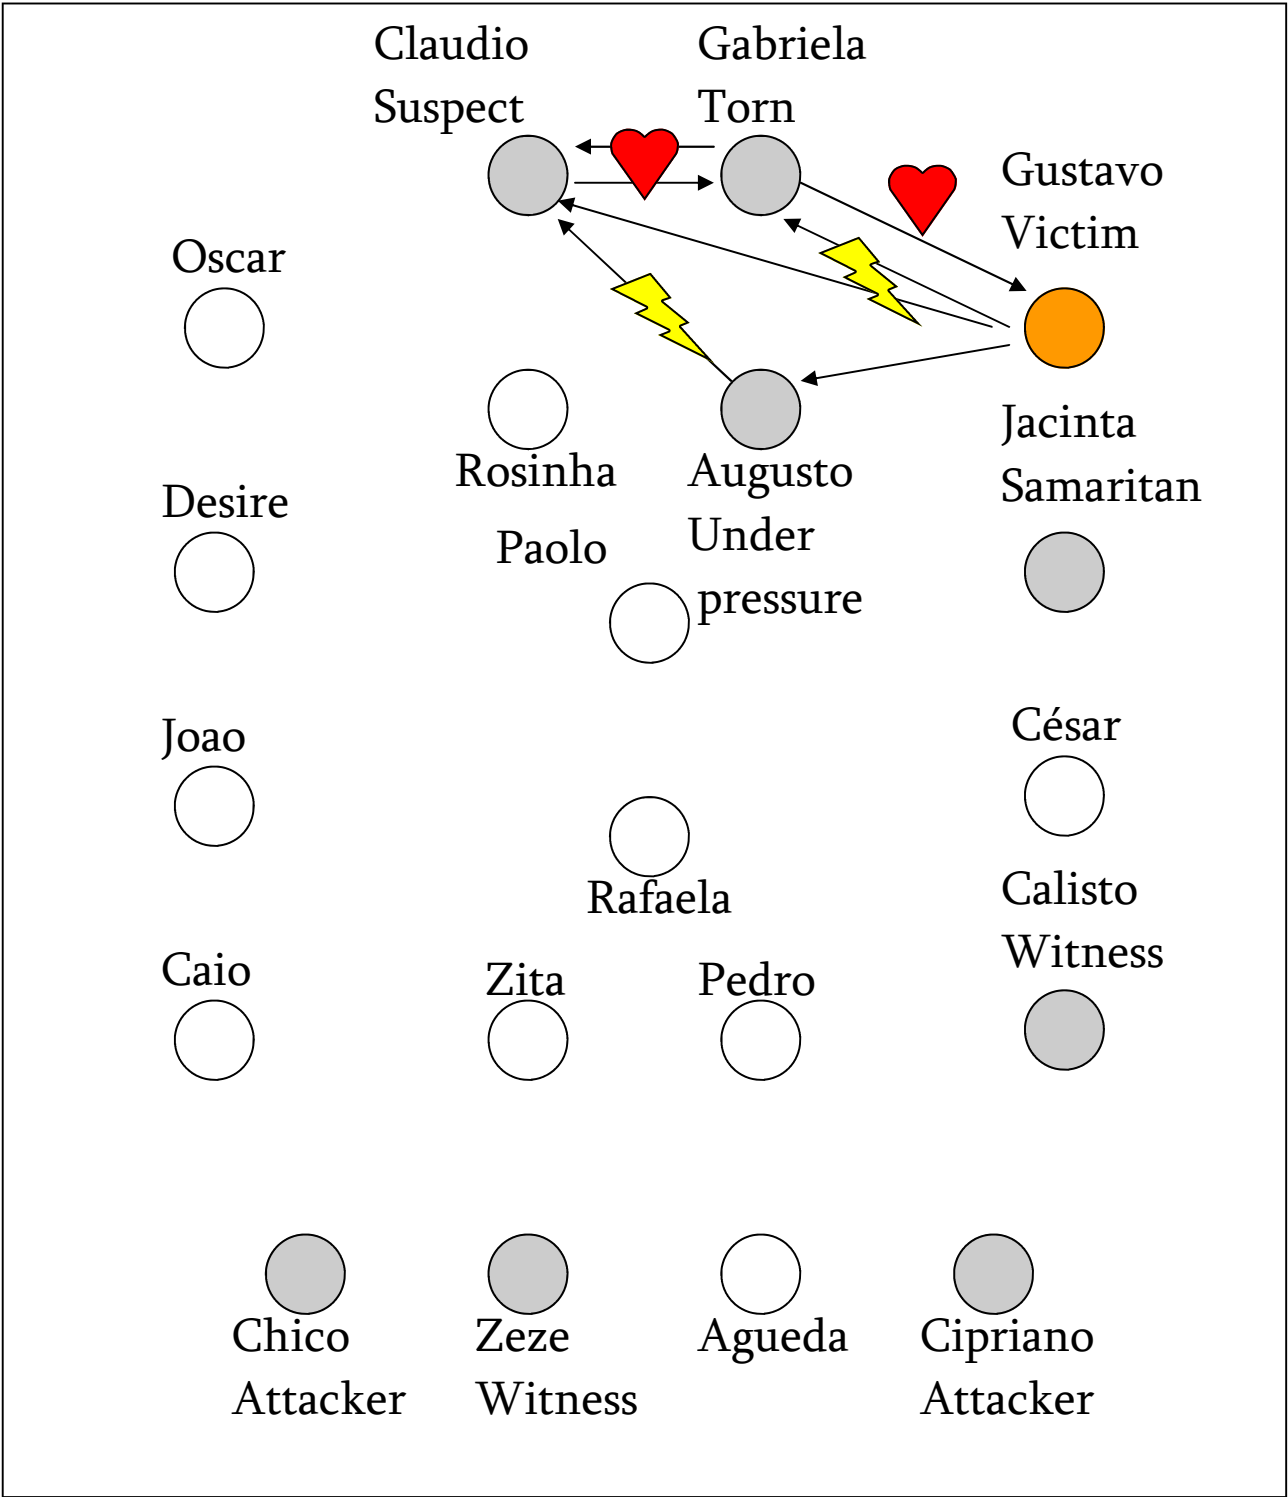 Claudio
Suspect
Gabriela
Torn
Gustavo
Victim
Oscar
Rosinha
Augusto
Under
pressure
Jacinta
Samaritan
Desire
Paolo
Joao
César
Rafaela
Calisto
Witness
Caio
Zita
Pedro
Chico
Attacker
Zeze
Witness
Agueda
Cipriano
Attacker